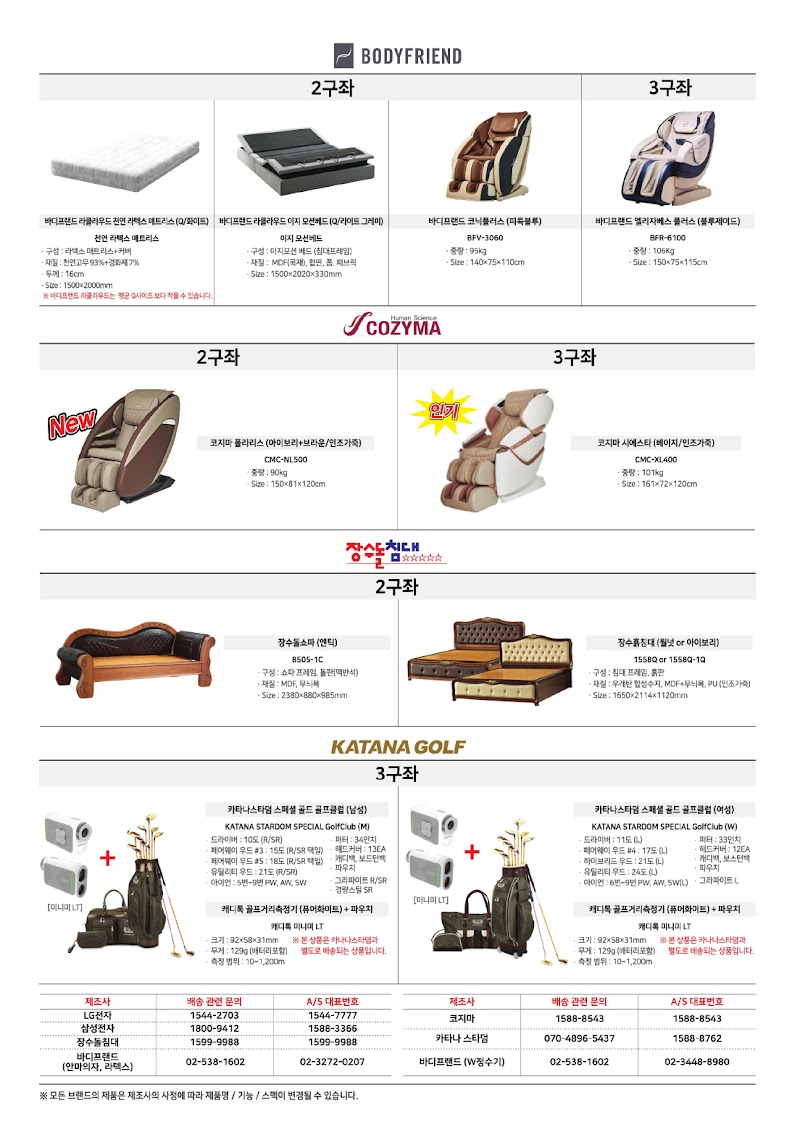 BODYFRIEND
2구좌
3구좌
바디프랜드 라클라우드 천연 라텍스 매트리스 (Q/화이트)
천연 라텍스 매트리스
· 구성 : 라텍스 매트리스+커버
· 재질 : 천연고무 93%+경화제 7%
· 두께 : 16cm
· Size : 1500×2000mm
※ 바디프랜드 라클라우드는 평균 Q사이즈 보다 작을 수 있습니다.
바디프랜드 라클라우드 이지 모션베드 (Q/라이트 그레이)
이지 모션베드
· 구성 : 이지모션 베드 (침대프레임)
· 재질 : MDF(목재), 합판, 폼, 패브릭
· Size : 1500×2020×330mm
바디프랜드 코닉플러스 (피콕블루)
BFV-3060
· 중량 : 95kg
· Size : 140×75×110cm
바디프랜드 엘리자베스 플러스 (블루제이드)
BFR-6100
· 중량 : 106Kg
· Size : 150×75×115cm
Human Science
COZYMA
2구좌
3구좌
New
코지마 폴라리스 (아이보리+브라운/인조가죽)
CMC-NL500
· 중량 : 90kg
· Size : 150×81×120cm
인기
코지마 시에스타 (베이지/인조가죽)
CMC-XL400
· 중량 : 101kg
· Size : 161×72×120cm
장수돌침대☆☆☆☆☆
2구좌
장수돌쇼파 (엔틱)
8505-1C
· 구성 : 쇼파 프레임, 돌판(맥반석)
· 재질 : MDF, 무늬목
· Size : 2380×880×985mm
장수흙침대 (월넛 or 아이보리)
1558Q or 1558Q-1Q
· 구성 : 침대 프레임, 흙판
· 재질 : 우레탄 합성수지, MDF+무늬목, PU (인조가죽)
· Size : 1650×2114×1120mm
KATANA GOLF
3구좌
[미니미 LT]
카타나스타덤 스페셜 골드 골프클럽 (남성)
KATANA STARDOM SPECIAL GolfClub (M)
· 드라이버 : 10도 (R/SR)
· 페어웨이 우드 #3 : 15도 (R/SR 택일)
· 페어웨이 우드 #5 : 18도 (R/SR 택일)
· 유틸리티 우드 : 21도 (R/SR)
· 아이언 : 5번~9번 PW, AW, SW
· 퍼터 : 34인치
· 헤드커버 : 13EA
· 캐디백, 보드턴백
· 파우치
· 그라파이트 R/SR
· 경량스틸 SR
캐디톡 골프거리측정기 (퓨어화이트) + 파우치
캐디톡 미니미 LT
· 크기 : 92×58×31mm
· 무게 : 129g (배터리포함)
· 측정 범위 : 10~1,200m
※ 본 상품은 카타나스타덤과
별도로 배송되는 상품입니다.
[미니미 LT]
카타나스타덤 스페셜 골드 골프클럽 (여성)
KATANA STARDOM SPECIAL GolfClub (W)
· 드라이버 : 11도 (L)
· 페어웨이 우드 #4 : 17도 (L)
· 하이브리드 우드 : 21도 (L)
· 유틸리티 우드 : 24도 (L)
· 아이언 : 6번~9번 PW, AW, SW(L)
· 퍼터 : 33인치
· 헤드커버 : 12EA
· 캐디백, 보스턴백
· 파우치
· 그라파이트 L
캐디톡 골프거리측정기 (퓨어화이트) + 파우치
캐디톡 미니미 LT
· 크기 : 92×58×31mm
· 무게 : 129g (배터리포함)
· 측정 범위 : 10~1,200m
※ 본 상품은 카타나스타덤과
별도로 배송되는 상품입니다.
제조사 배송 관련 문의 A/S 대표번호
LG전자 1544-2703 1544-7777
삼성전자 1800-9412 1588-3366
장수돌침대 1599-9988 1599-9988
바디프랜드
(안마의자, 라텍스) 02-538-1602 02-3272-0207
제조사 배송 관련 문의 A/S 대표번호
코지마 1588-8543 1588-8543
카타나 스타덤 070-4896-5437 1588-8762
바디프랜드 (W정수기) 02-538-1602 02-3448-8980
※ 모든 브랜드의 제품은 제조사의 사정에 따라 제품명 / 기능 / 스펙이 변경될 수 있습니다.